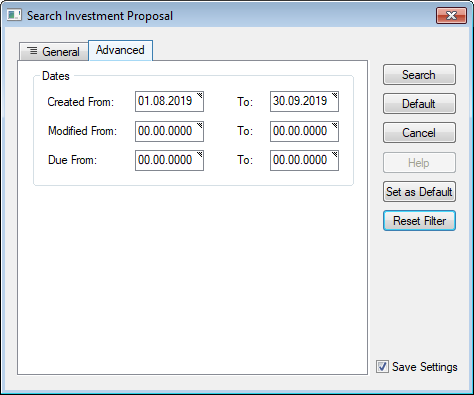 Search Investment Proposal
General
Advanced
Dates
Created From: 01.08.2019 To: 30.09.2019
Modified From: 00.00.0000 To: 00.00.0000
Due From: 00.00.0000 To: 00.00.0000
Search
Default
Cancel
Help
Set as Default
Reset Filter
Save Settings